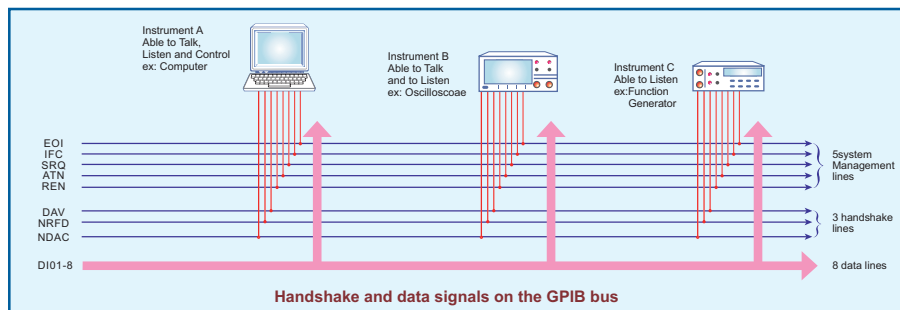 Instrument A
Able to Talk,
Listen and Control
ex: Computer
Instrument B
Able to Talk
and to Listen
ex: Oscilloscoae
Instrument C
Able to Listen
ex:Function
Generator
EOI
IFC
SRQ
ATN
REN
5system
Management
lines
DAV
NRFD
NDAC
3 handshake
lines
DI01-8
8 data lines
Handshake and data signals on the GPIB bus